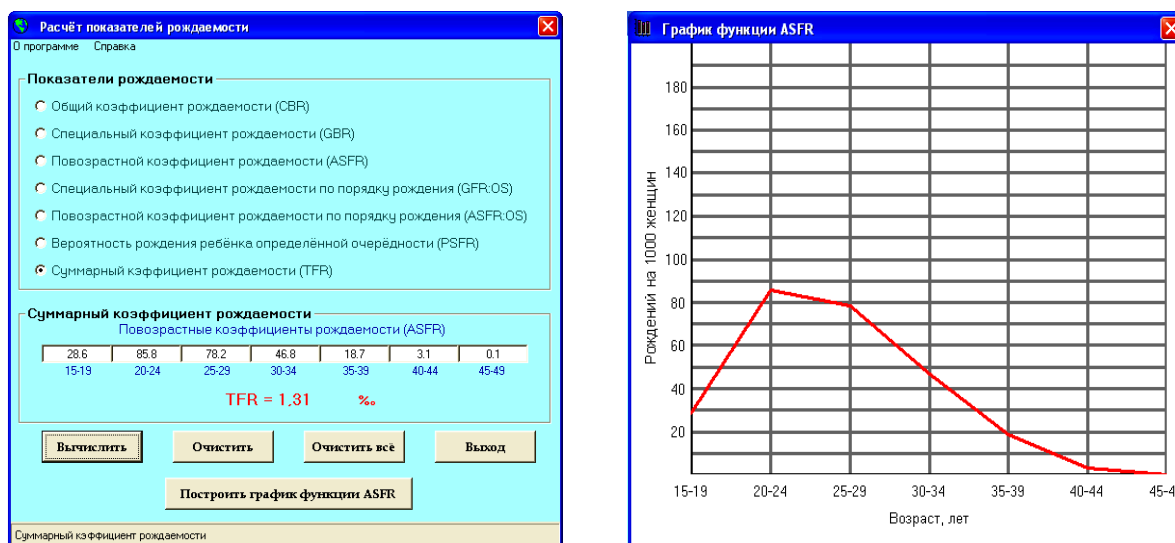 Расчёт показателей рождаемости
О программе Справка
Показатели рождаемости
Общий коэффициент рождаемости (CBR)
Специальный коэффициент рождаемости (GBR)
Повозрастной коэффициент рождаемости (ASFR)
Специальный коэффициент рождаемости по порядку рождения (GFR:OS)
Повозрастной коэффициент рождаемости по порядку рождения (ASFR:OS)
Вероятность рождения ребёнка определённой очерёдности (PSFR)
Суммарный кэффициент рождаемости (TFR)
Суммарный коэффициент рождаемости
Повозрастные коэффициенты рождаемости (ASFR)
28.6 85.8 78.2 46.8 18.7 3.1 0.1
15-19 20-24 25-29 30-34 35-39 40-44 45-49
TFR = 1,31 ‰
Вычислить Очистить Очистить всё Выход
Построить график функции ASFR
Суммарный кэффициент рождаемости
График функции ASFR
Рождений на 1000 женщин
180
160
140
120
100
80
60
40
20
15-19 20-24 25-29 30-34 35-39 40-44 45-4
Возраст, лет